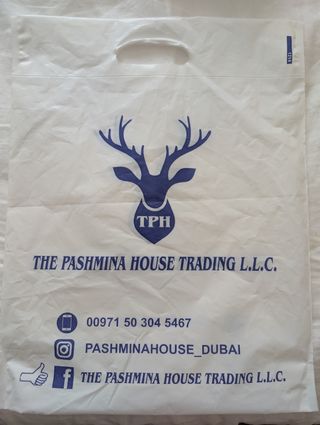 TPH
THE PASHMINA HOUSE TRADING L.L.C.
00971 50 304 5467
PASHMINAHOUSE_DUBAI
THE PASHMINA HOUSE TRADING L.L.C.